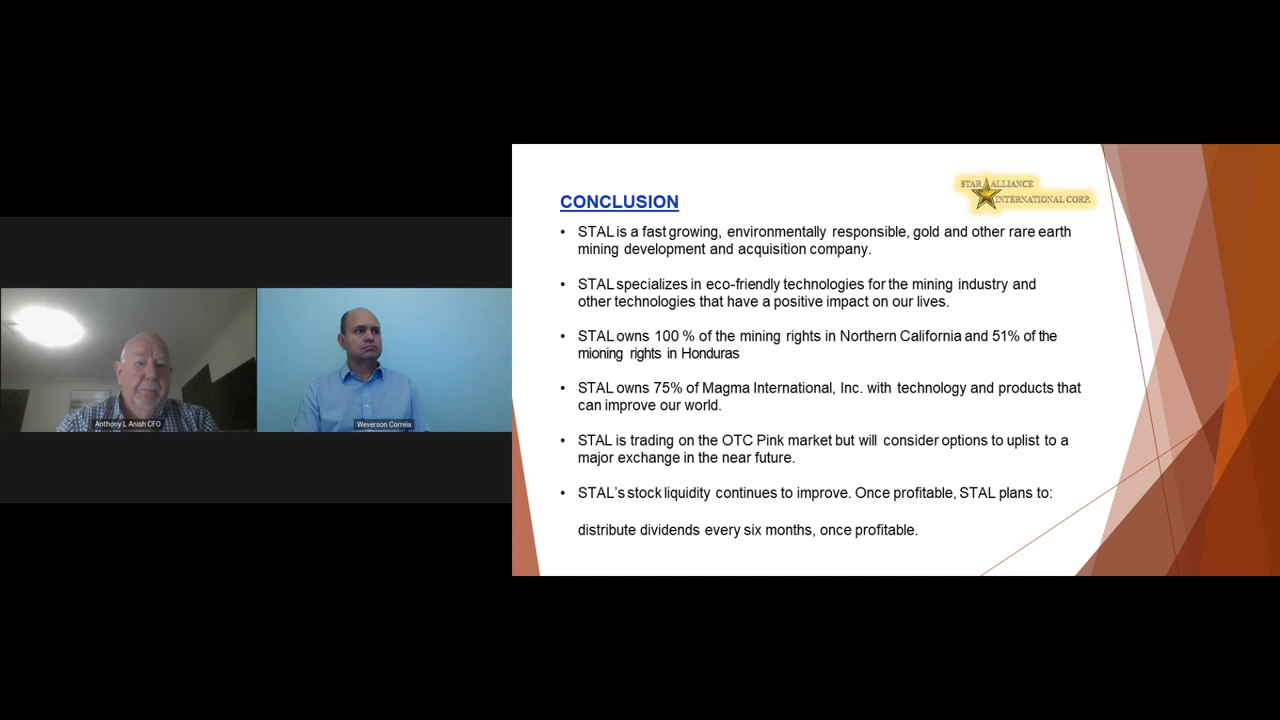 Anthony L Anish CFO
Weverson Correia
STAR ALLIANCE
INTERNATIONAL CORP.
CONCLUSION
• STAL is a fast growing, environmentally responsible, gold and other rare earth
mining development and acquisition company.
• STAL specializes in eco-friendly technologies for the mining industry and
other technologies that have a positive impact on our lives.
• STAL owns 100 % of the mining rights in Northern California and 51% of the
mioning rights in Honduras
• STAL owns 75% of Magma International, Inc. with technology and products that
can improve our world.
• STAL is trading on the OTC Pink market but will consider options to uplist to a
major exchange in the near future.
• STAL's stock liquidity continues to improve. Once profitable, STAL plans to:
distribute dividends every six months, once profitable.